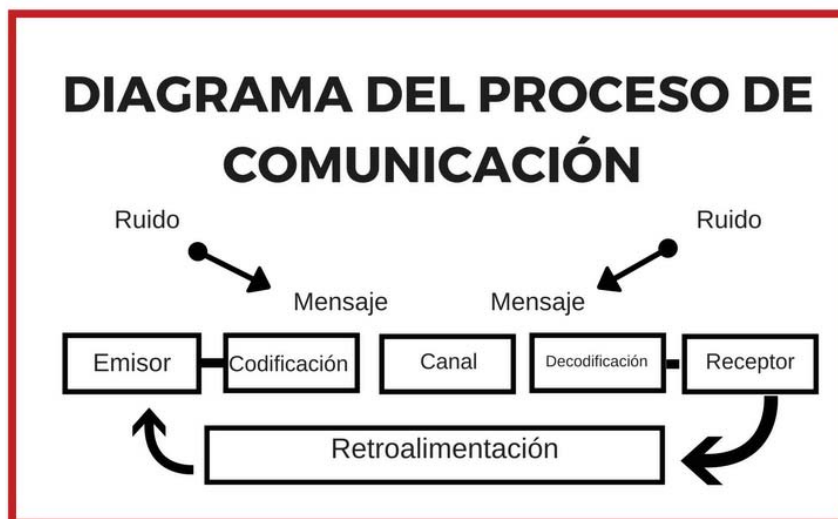 DIAGRAMA DEL PROCESO DE
COMUNICACIÓN
Ruido
Ruido
Mensaje
Mensaje
Emisor
Codificación
Canal
Decodificación
Receptor
Retroalimentación